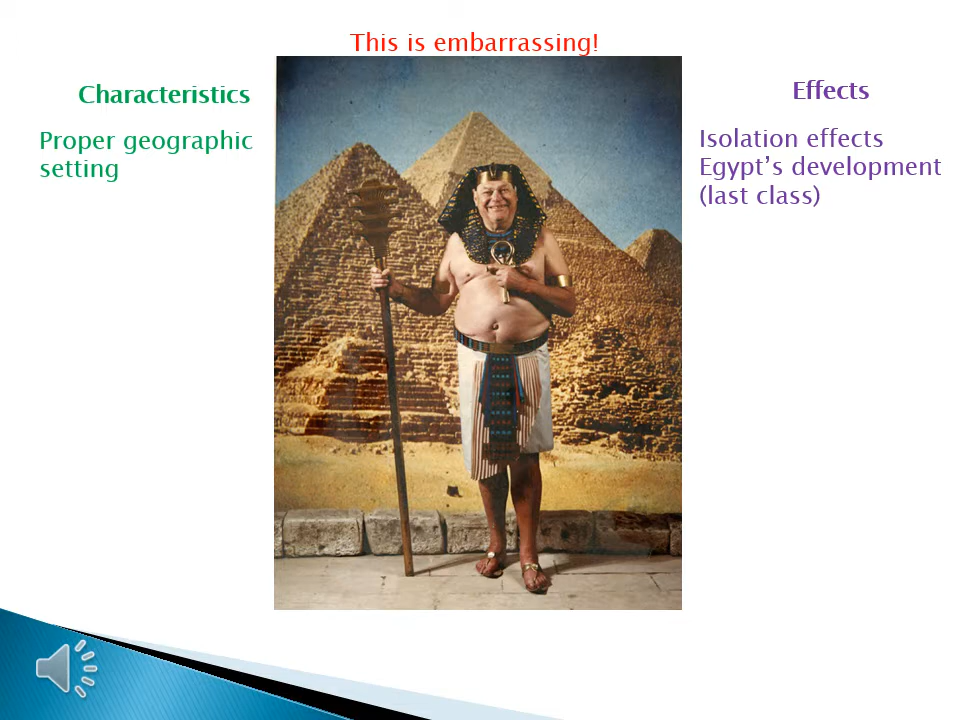 This is embarrassing!
Characteristics
Proper geographic
setting
Effects
Isolation effects
Egypt’s development
(last class)